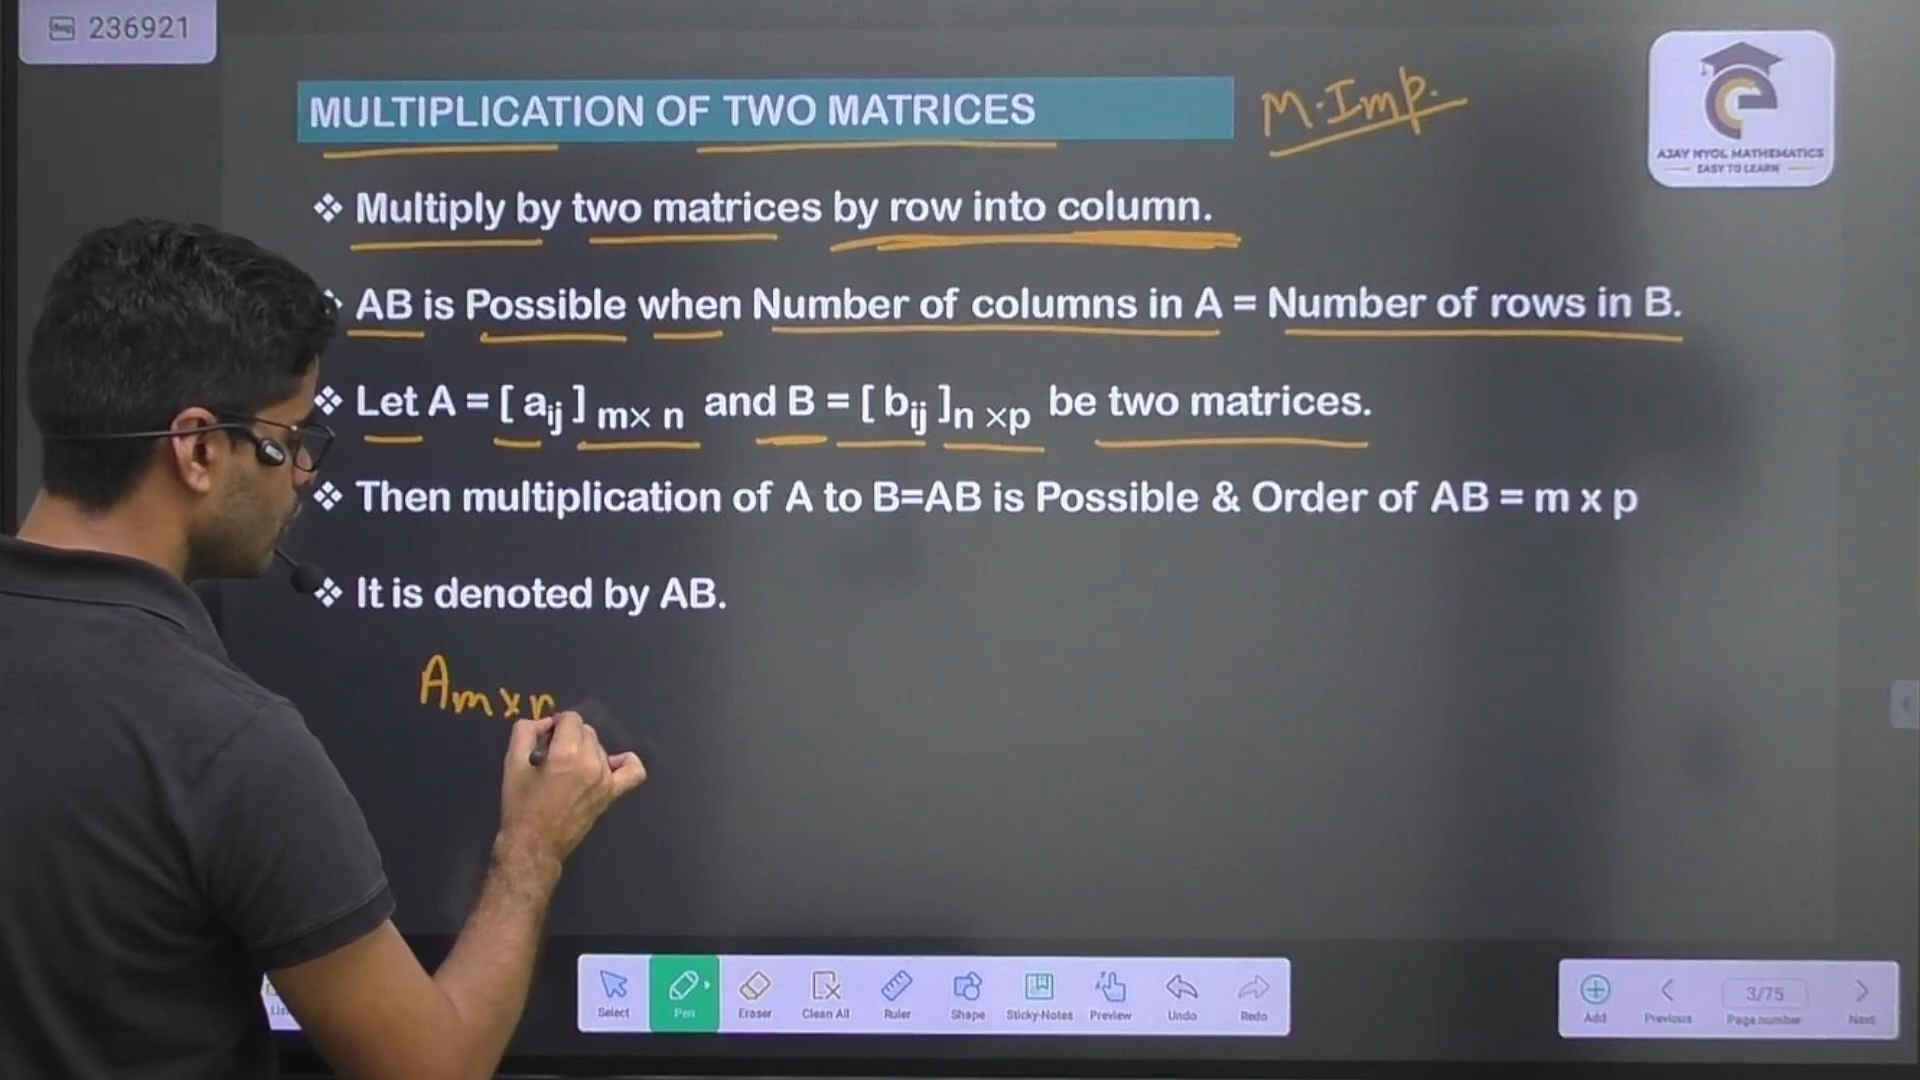 236921
MULTIPLICATION OF TWO MATRICES
M.Imp.
AJAY NYOL MATHEMATICS
EASY TO LEARN
❖ Multiply by two matrices by row into column.
❖ AB is Possible when Number of columns in A = Number of rows in B.
❖ Let A = [ aij ] m× n and B = [ bij ]n ×p be two matrices.
❖ Then multiplication of A to B=AB is Possible & Order of AB = m x p
❖ It is denoted by AB.
Am×n
Select Pen Eraser Clean All Ruler Shape Sticky-Notes Preview Undo Redo
3/75
Add Previous Page number Next